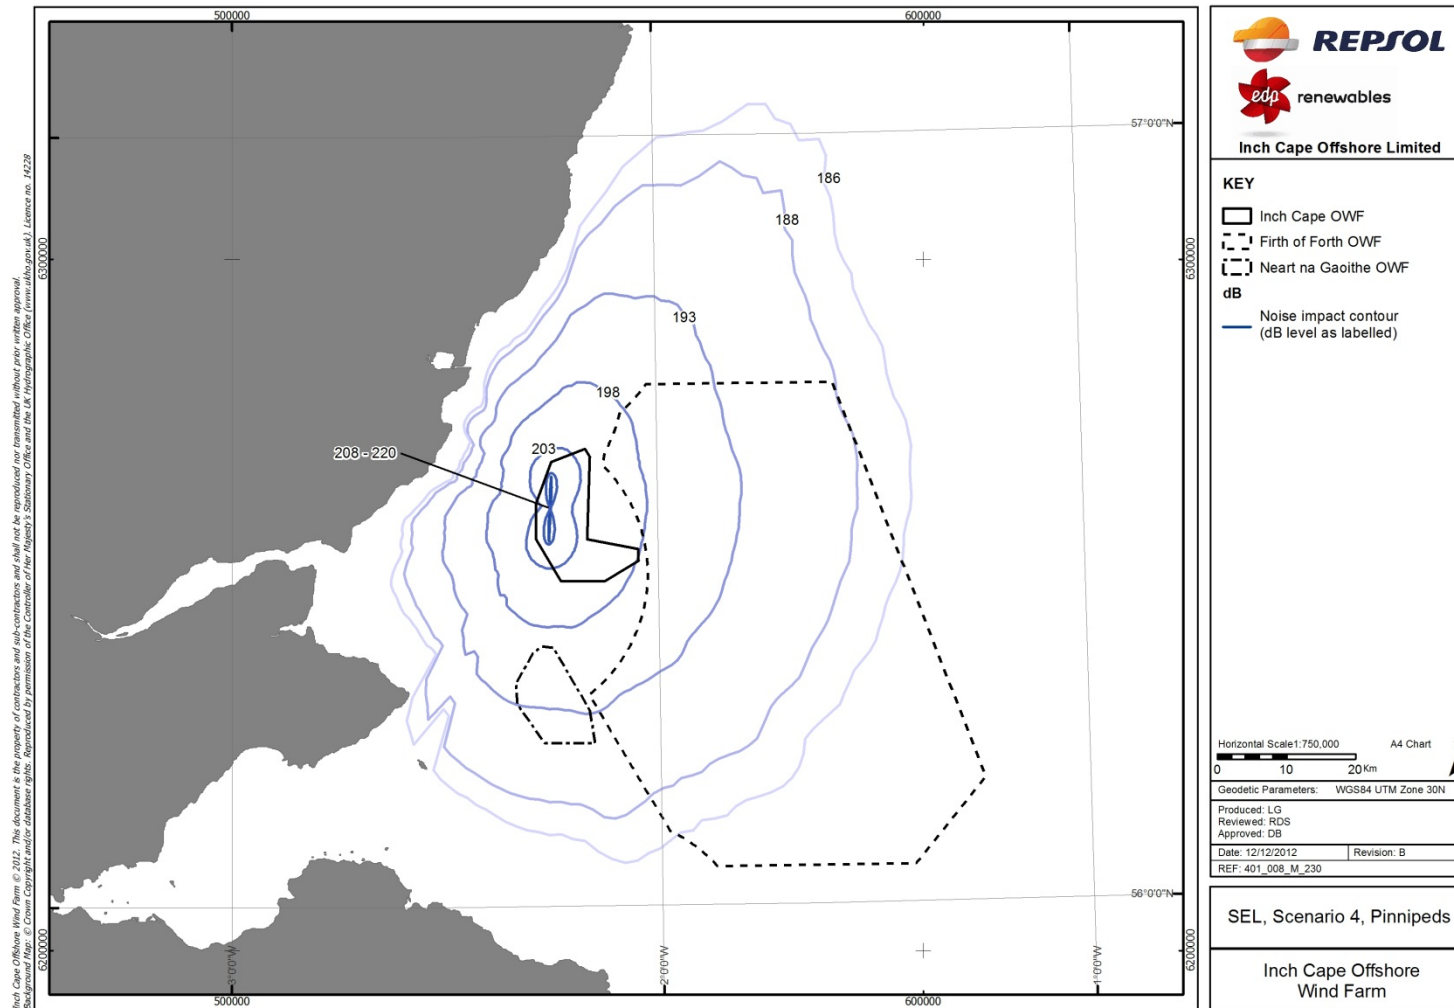 500000
600000
57°0'0"N
186
188
6300000
6300000
193
198
203
208 - 220
56°0'0"N
6200000
6200000
3°0'0"W
2°0'0"W
1°0'0"W
500000
600000
Inch Cape Offshore Wind Farm © 2012. This document is the property of contractors and sub-contractors and shall not be reproduced nor transmitted without prior written approval.
Background Map: © Crown Copyright and/or database rights. Reproduced by permission of the Controller of Her Majesty's Stationary Office and the UK Hydrographic Office (www.ukho.gov.uk). Licence no. 14228
REPSOL
edp renewables
Inch Cape Offshore Limited
KEY
Inch Cape OWF
Firth of Forth OWF
Neart na Gaoithe OWF
dB
Noise impact contour
(dB level as labelled)
Horizontal Scale1:750,000 A4 Chart
0 10 20 Km
Geodetic Parameters: WGS84 UTM Zone 30N
Produced: LG
Reviewed: RDS
Approved: DB
Date: 12/12/2012 Revision: B
REF: 401_008_M_230
SEL, Scenario 4, Pinnipeds
Inch Cape Offshore
Wind Farm